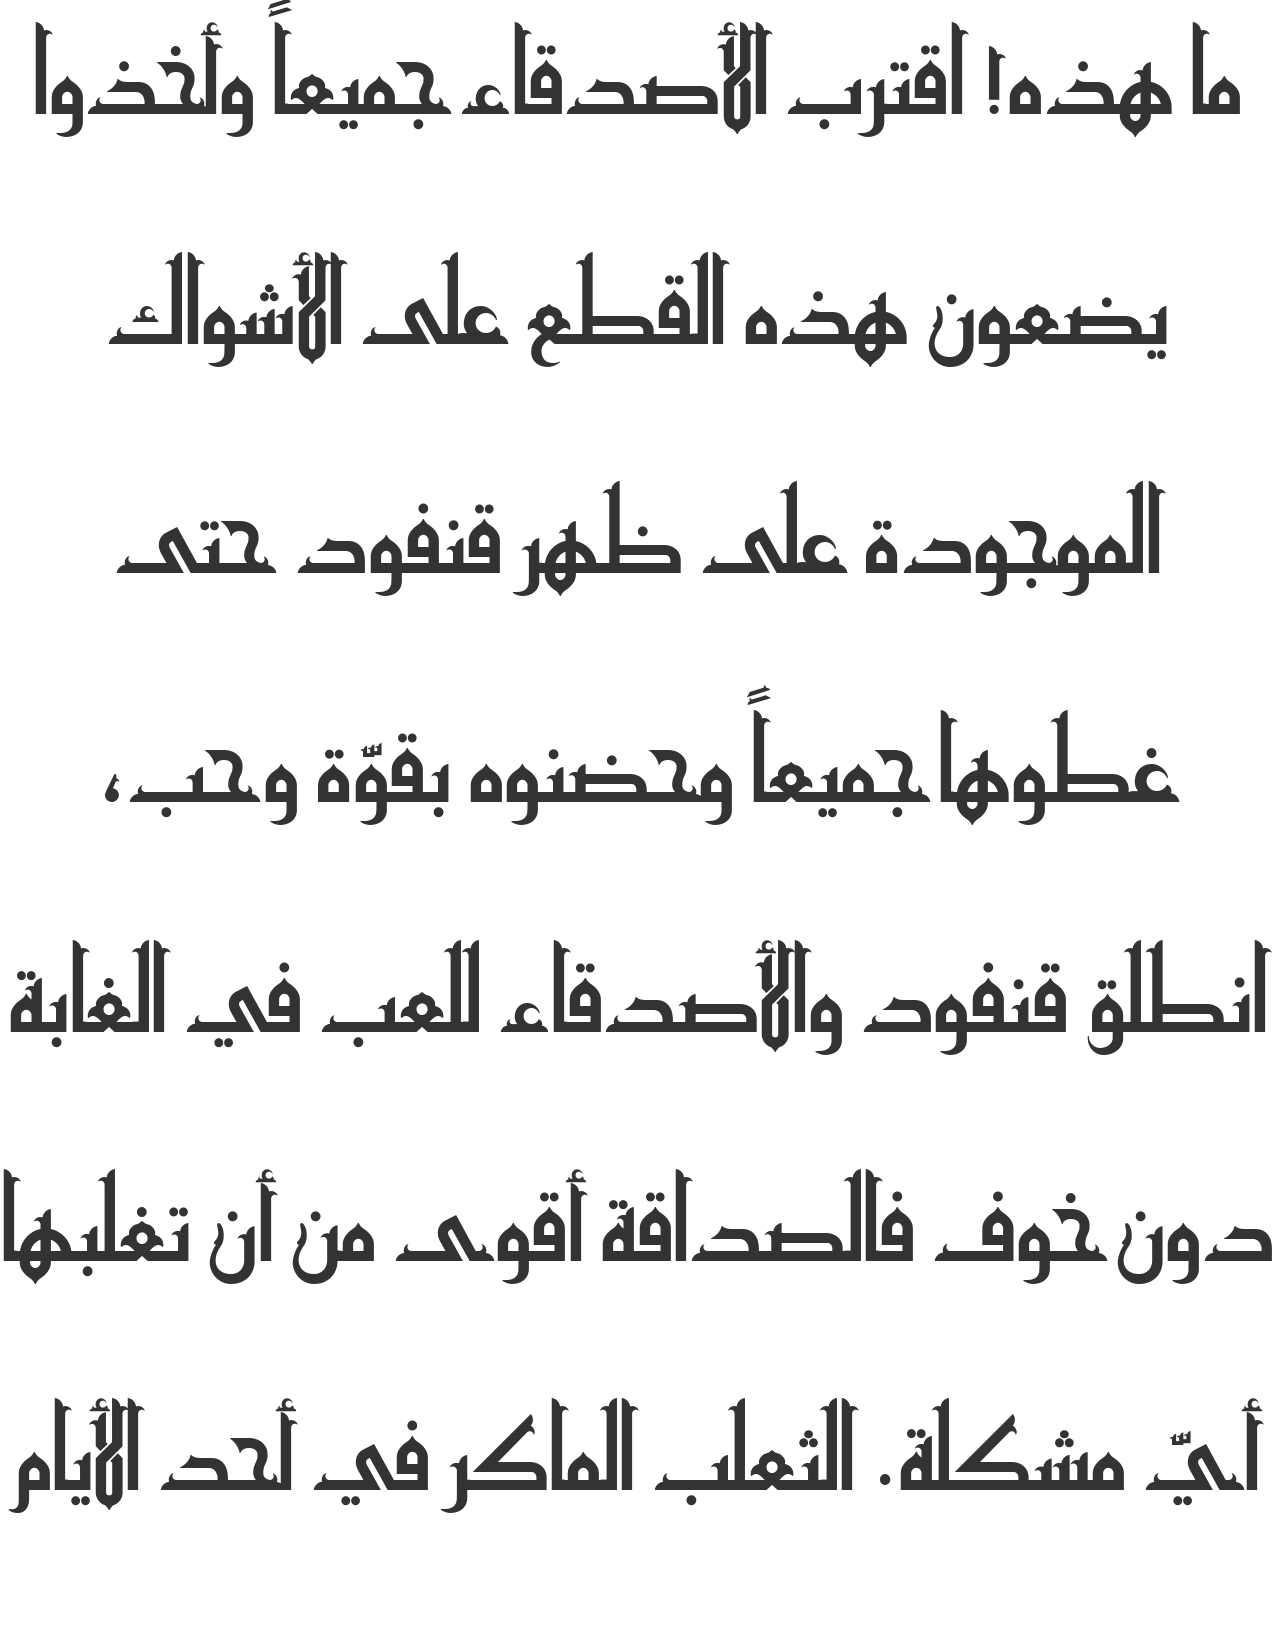 ما هذه! اقترب الأصدقاء جميعاً وأخذوا
يضعون هذه القطع على الأشواك
الموجودة على ظهر قنفود حتى
غطوها جميعاً وحضنوه بقوّة وحب،
انطلق قنفود والأصدقاء للعب في الغابة
دون خوف فالصداقة أقوى من أن تغلبها
أيّ مشكلة. الثعلب الماكر في أحد الأيام